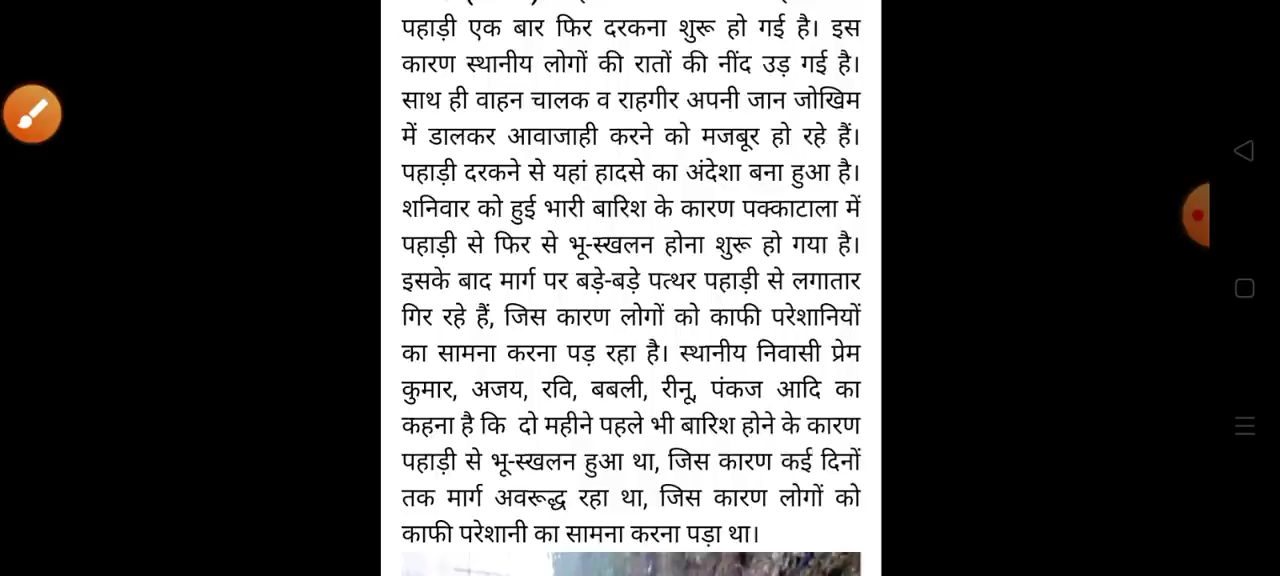 पहाड़ी एक बार फिर दरकना शुरू हो गई है। इस
कारण स्थानीय लोगों की रातों की नींद उड़ गई है।
साथ ही वाहन चालक व राहगीर अपनी जान जोखिम
में डालकर आवाजाही करने को मजबूर हो रहे हैं।
पहाड़ी दरकने से यहां हादसे का अंदेशा बना हुआ है।
शनिवार को हुई भारी बारिश के कारण पक्काटाला में
पहाड़ी से फिर से भू-स्खलन होना शुरू हो गया है।
इसके बाद मार्ग पर बड़े-बड़े पत्थर पहाड़ी से लगातार
गिर रहे हैं, जिस कारण लोगों को काफी परेशानियों
का सामना करना पड़ रहा है। स्थानीय निवासी प्रेम
कुमार, अजय, रवि, बबली, रीनू, पंकज आदि का
कहना है कि दो महीने पहले भी बारिश होने के कारण
पहाड़ी से भू-स्खलन हुआ था, जिस कारण कई दिनों
तक मार्ग अवरूद्ध रहा था, जिस कारण लोगों को
काफी परेशानी का सामना करना पड़ा था।